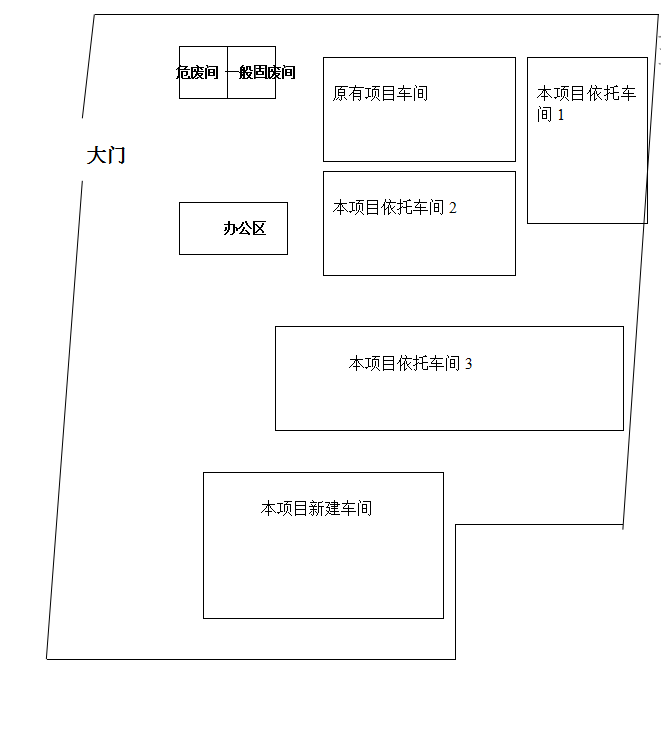 危废间 一般固废间
原有项目车间
本项目依托车
间 1
大门
本项目依托车间 2
办公区
本项目依托车间 3
本项目新建车间